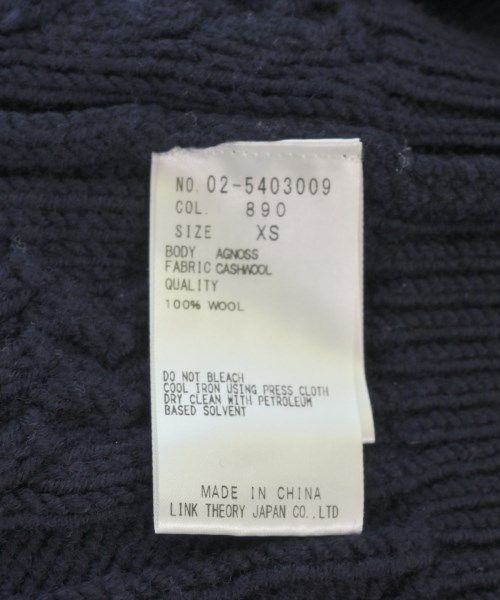 NO. 02-5403009
COL. 890
SIZE XS
BODY AGNOSS
FABRIC CASHWOOL
QUALITY
100% WOOL
DO NOT BLEACH
COOL IRON USING PRESS CLOTH
DRY CLEAN WITH PETROLEUM
BASED SOLVENT
MADE IN CHINA
LINK THEORY JAPAN CO.,LTD